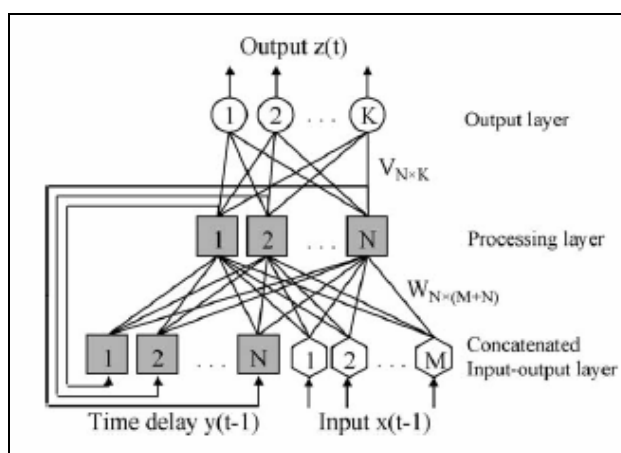 Output z(t)
1 2 . . . K
Output layer
V N×K
1 2 . . . N
Processing layer
W N×(M+N)
1 2 . . . N 1 2 . . . M
Concatenated
Input-output layer
Time delay y(t-1)
Input x(t-1)